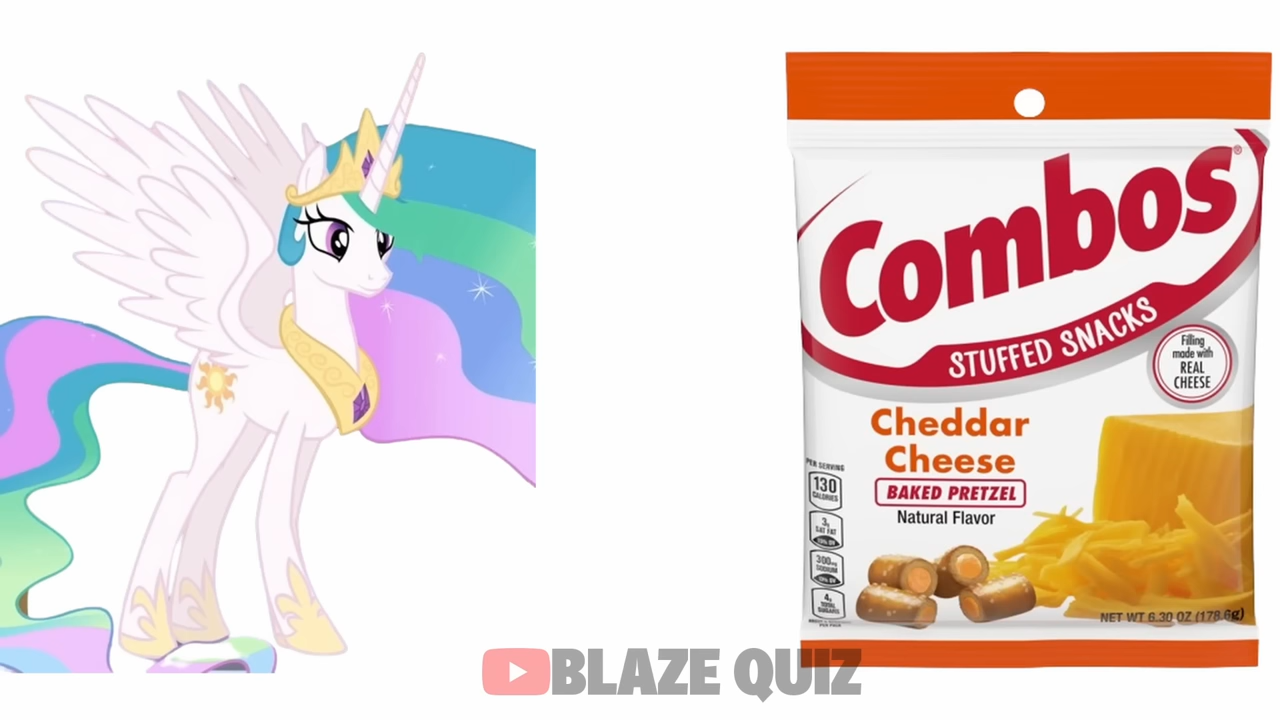 Combos®
STUFFED SNACKS
Filling
made with
REAL
CHEESE
Cheddar
Cheese
BAKED PRETZEL
Natural Flavor
PER SERVING
130
CALORIES
3g
SAT FAT
300mg
SODIUM
4g
TOTAL
SUGARS
NET WT 6.30 OZ (178.6g)
BLAZE QUIZ